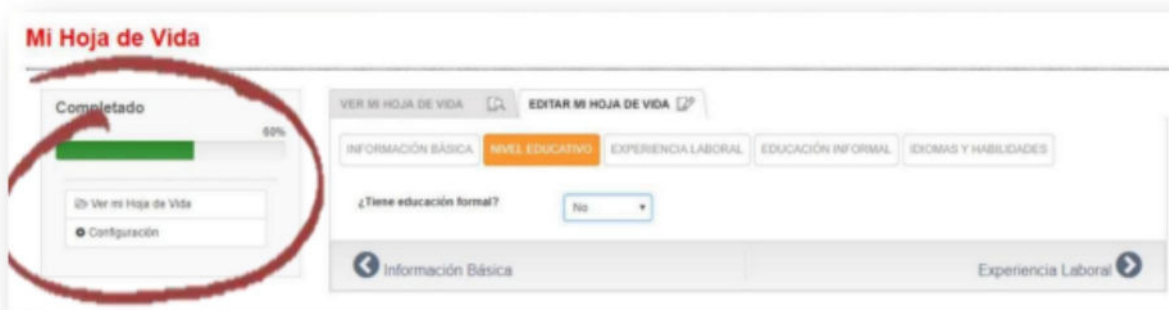 Mi Hoja de Vida
Completado
60%
Ver mi Hoja de Vida
Configuración
VER MI HOJA DE VIDA
EDITAR MI HOJA DE VIDA
INFORMACIÓN BÁSICA
NIVEL EDUCATIVO
EXPERIENCIA LABORAL
EDUCACIÓN INFORMAL
IDIOMAS Y HABILIDADES
¿Tiene educación formal?
No
Información Básica
Experiencia Laboral